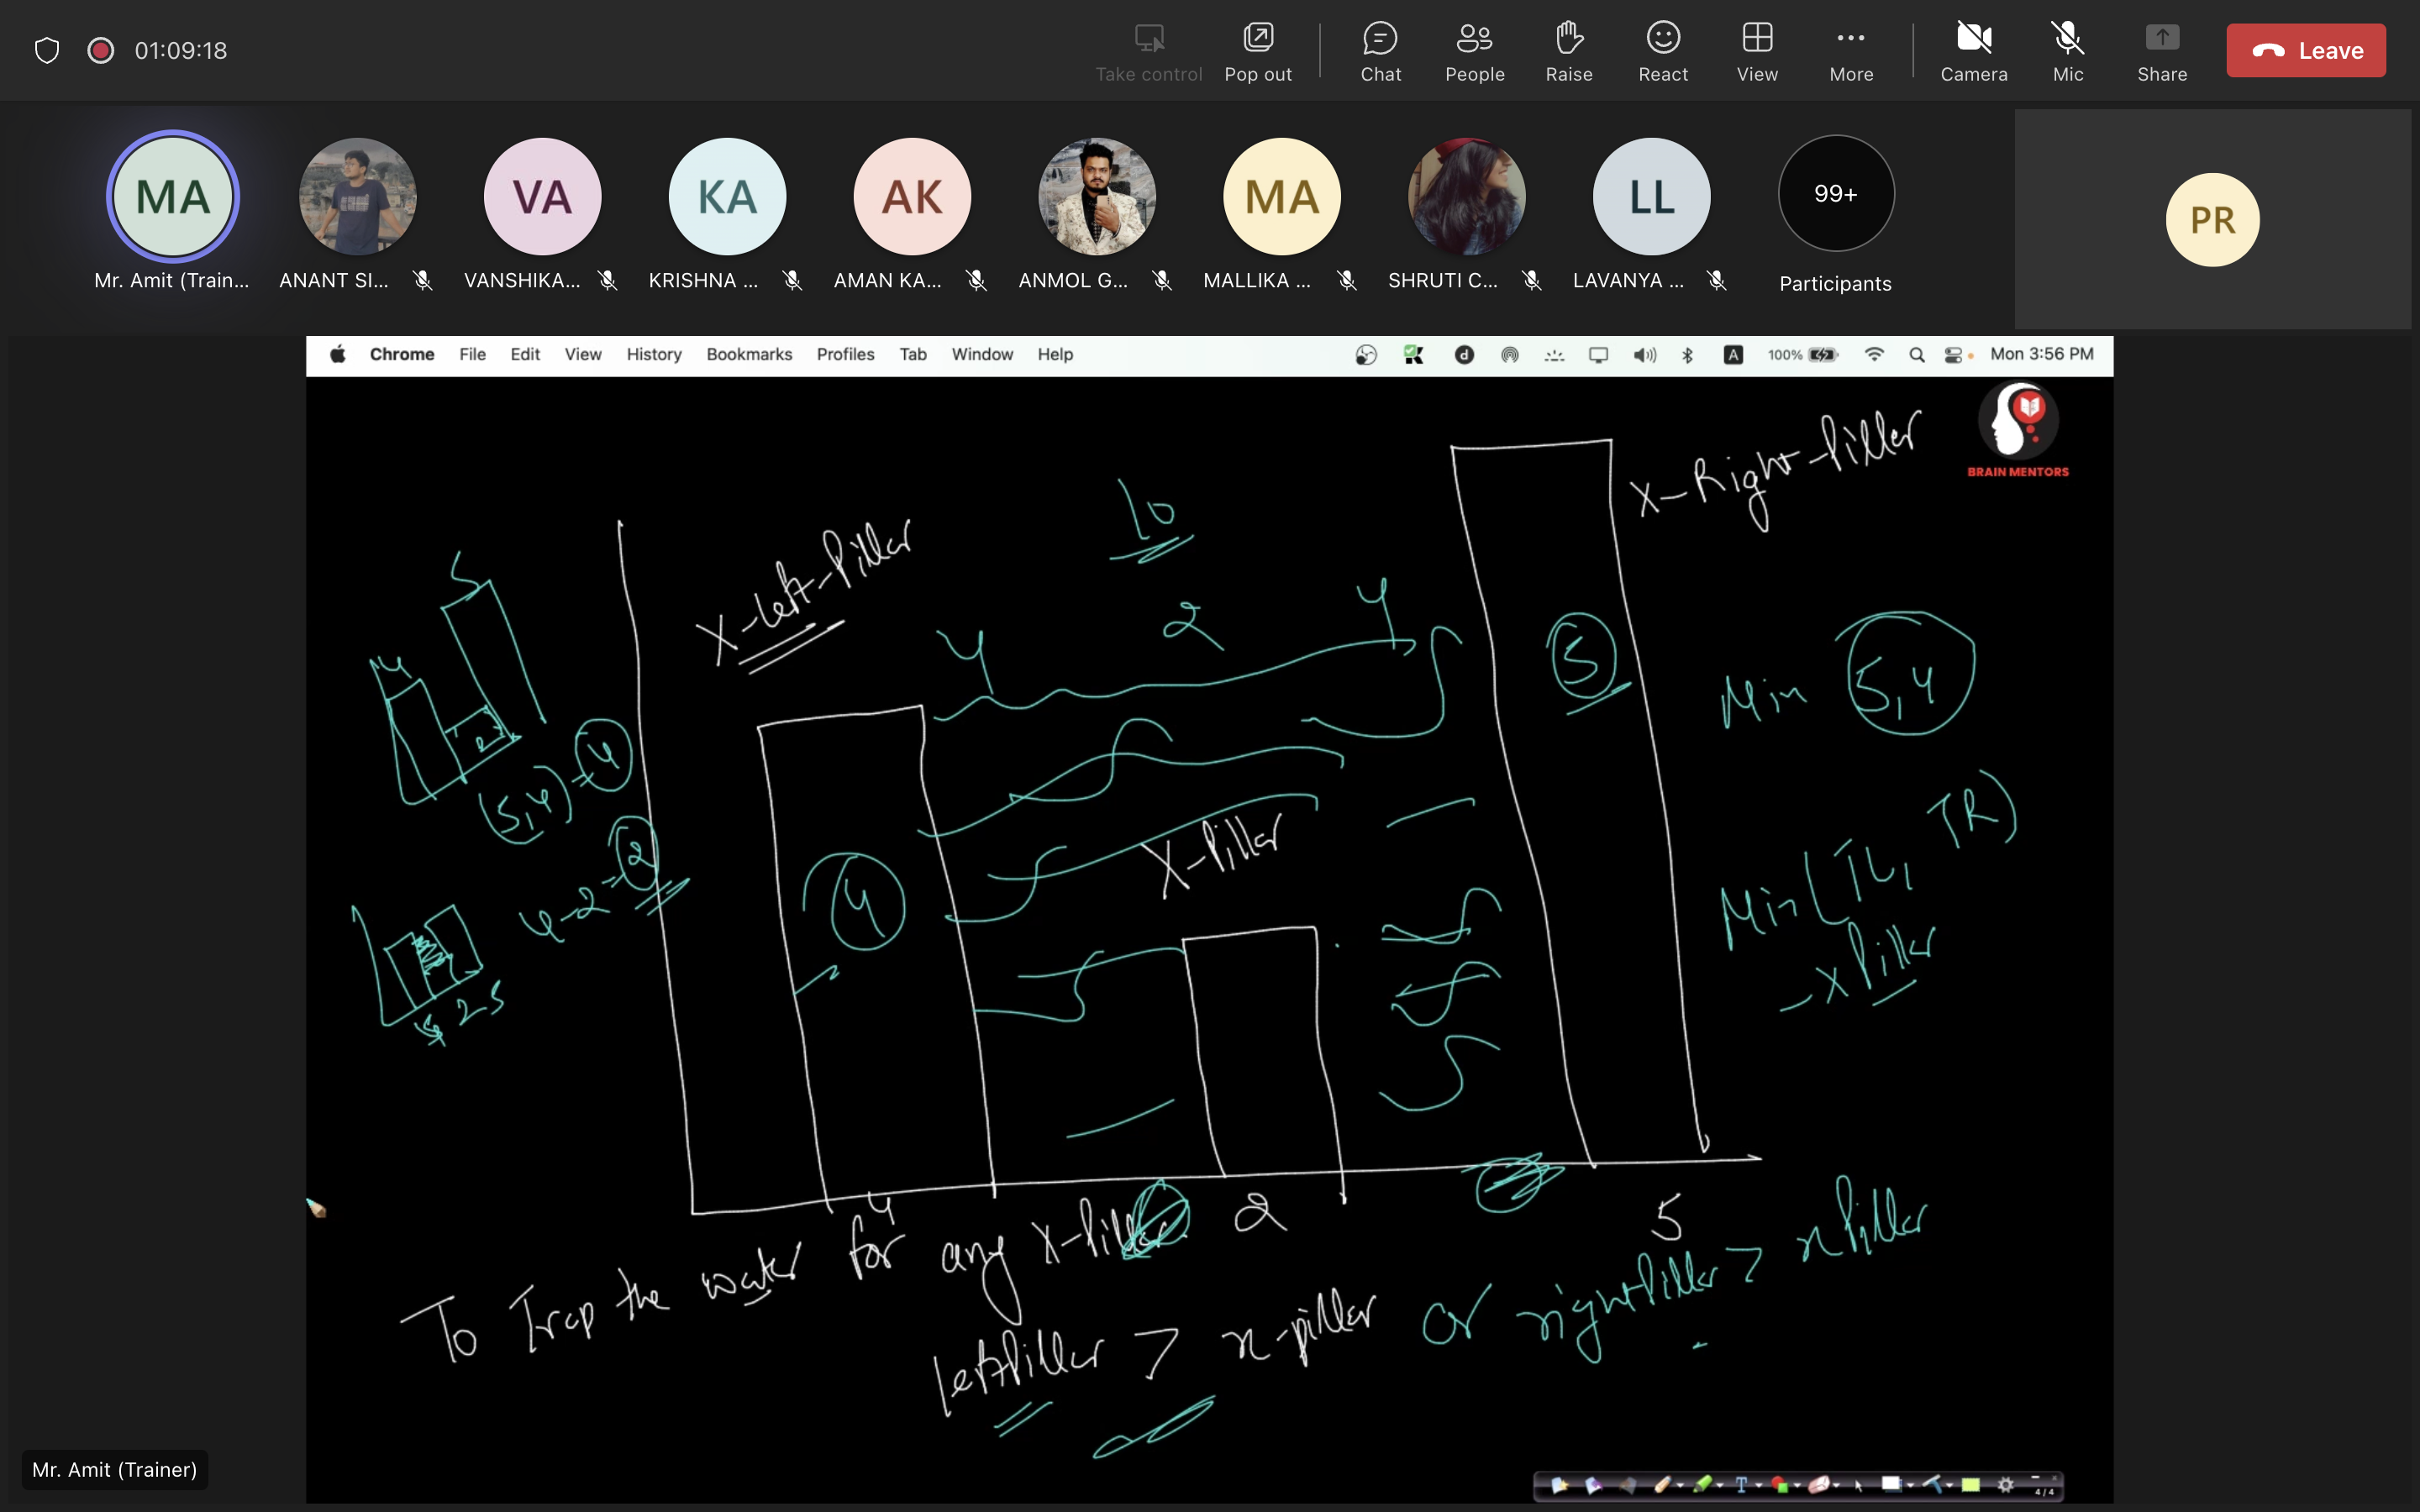 01:09:18
Take control
Pop out
Chat
People
Raise
React
View
More
Camera
Mic
Share
Leave
MA
VA
KA
AK
MA
LL
99+
PR
Mr. Amit (Train...
ANANT SI...
VANSHIKA...
KRISHNA ...
AMAN KA...
ANMOL G...
MALLIKA ...
SHRUTI C...
LAVANYA ...
Participants
Chrome File Edit View History Bookmarks Profiles Tab Window Help
A
100%
Mon 3:56 PM
BRAIN MENTORS
X-Right-Piller
10
X-left-Piller
5
4
4
2
4
5
Min 5,4
2
(5,4) = 4
4-2=2
4
X-Piller
Min(TL, TR)
-X Piller
2-5
4
2
5
To Trap the water for any X-Piller
leftPiller > x-piller or rightPiller > xPiller
Mr. Amit (Trainer)
T
4/4